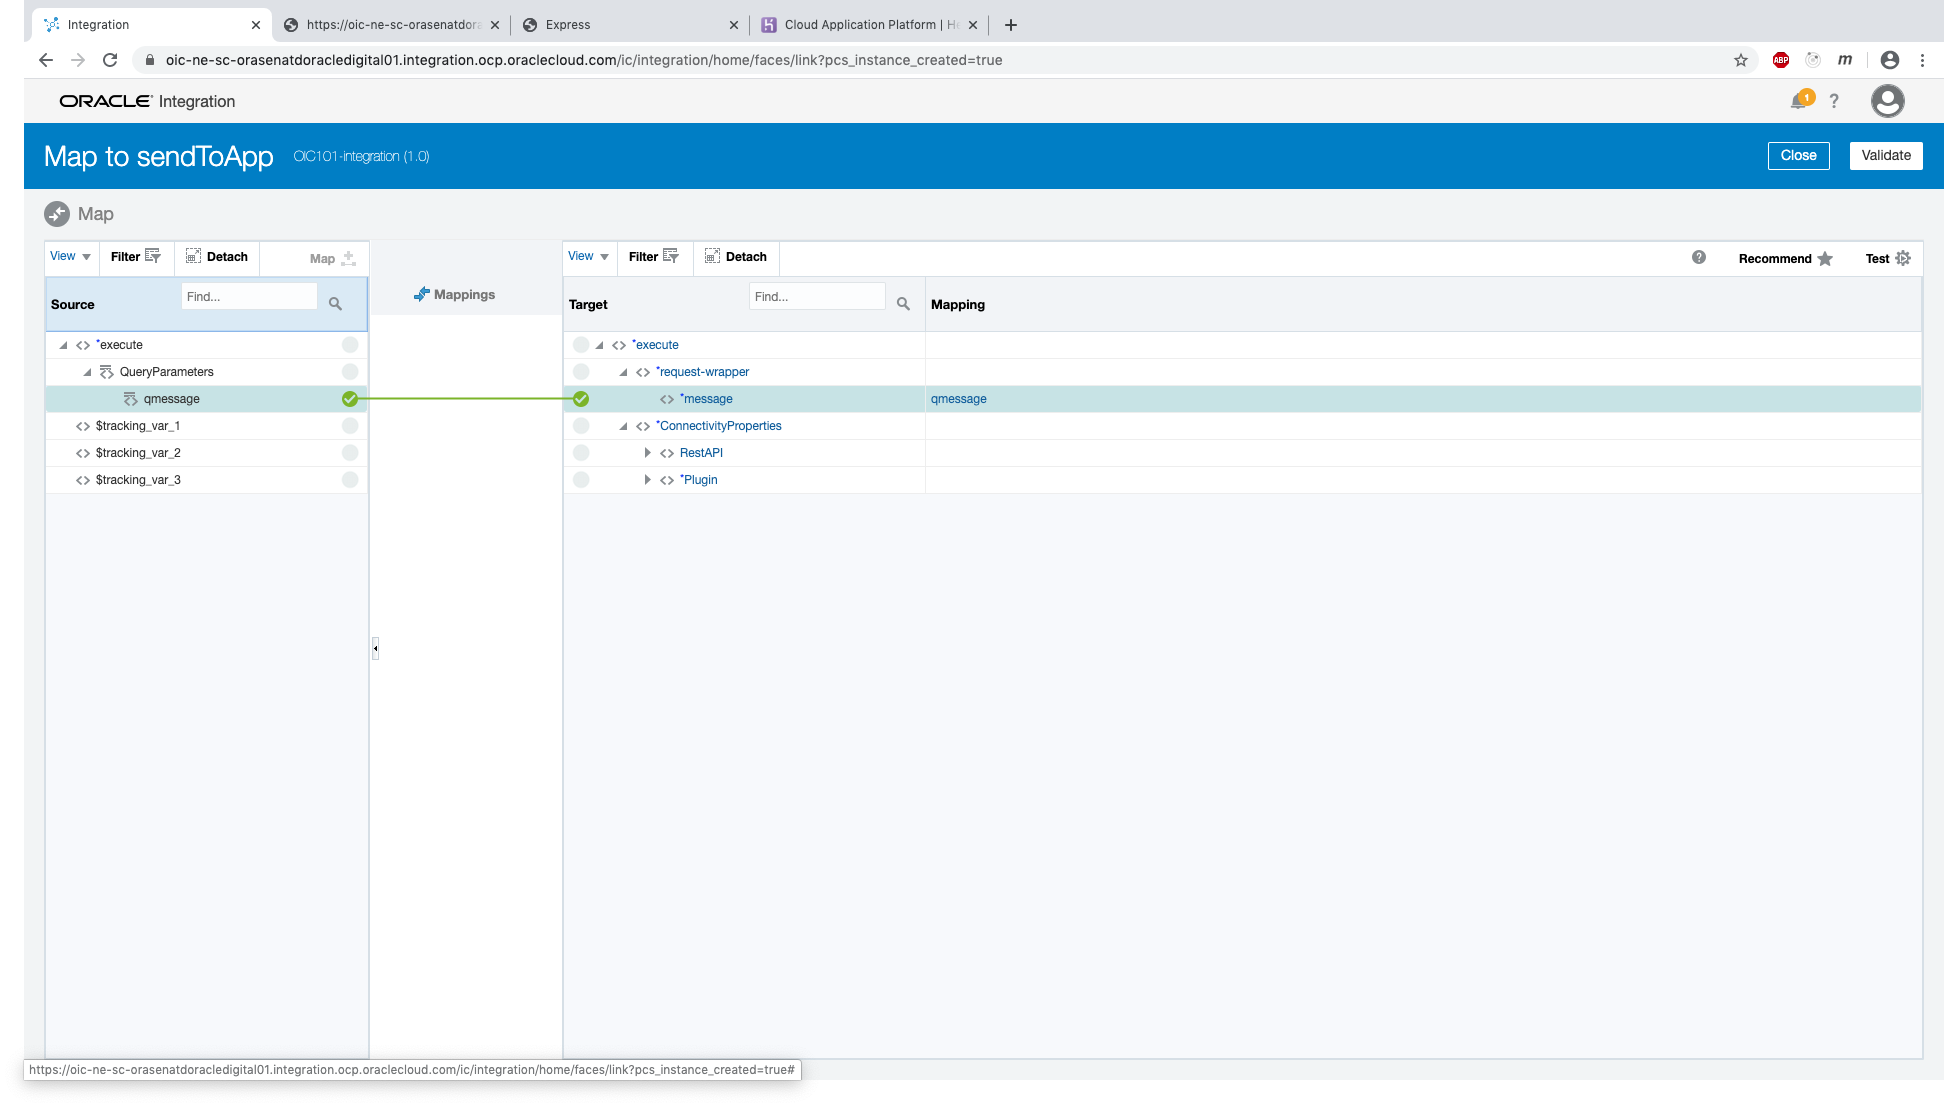 Integration
https://oic-ne-sc-orasenatdora
Express
Cloud Application Platform | He
oic-ne-sc-orasenatdoracledigital01.integration.ocp.oraclecloud.com/ic/integration/home/faces/link?pcs_instance_created=true
ABP
m
ORACLE Integration
1
?
Map to sendToApp OIC101-integration (1.0)
Close
Validate
Map
View Filter Detach Map
View Filter Detach
? Recommend Test
Source Find...
Mappings
Target Find... Mapping
*execute
*execute
QueryParameters
*request-wrapper
qmessage
*message
qmessage
$tracking_var_1
*ConnectivityProperties
$tracking_var_2
RestAPI
$tracking_var_3
*Plugin
https://oic-ne-sc-orasenatdoracledigital01.integration.ocp.oraclecloud.com/ic/integration/home/faces/link?pcs_instance_created=true#